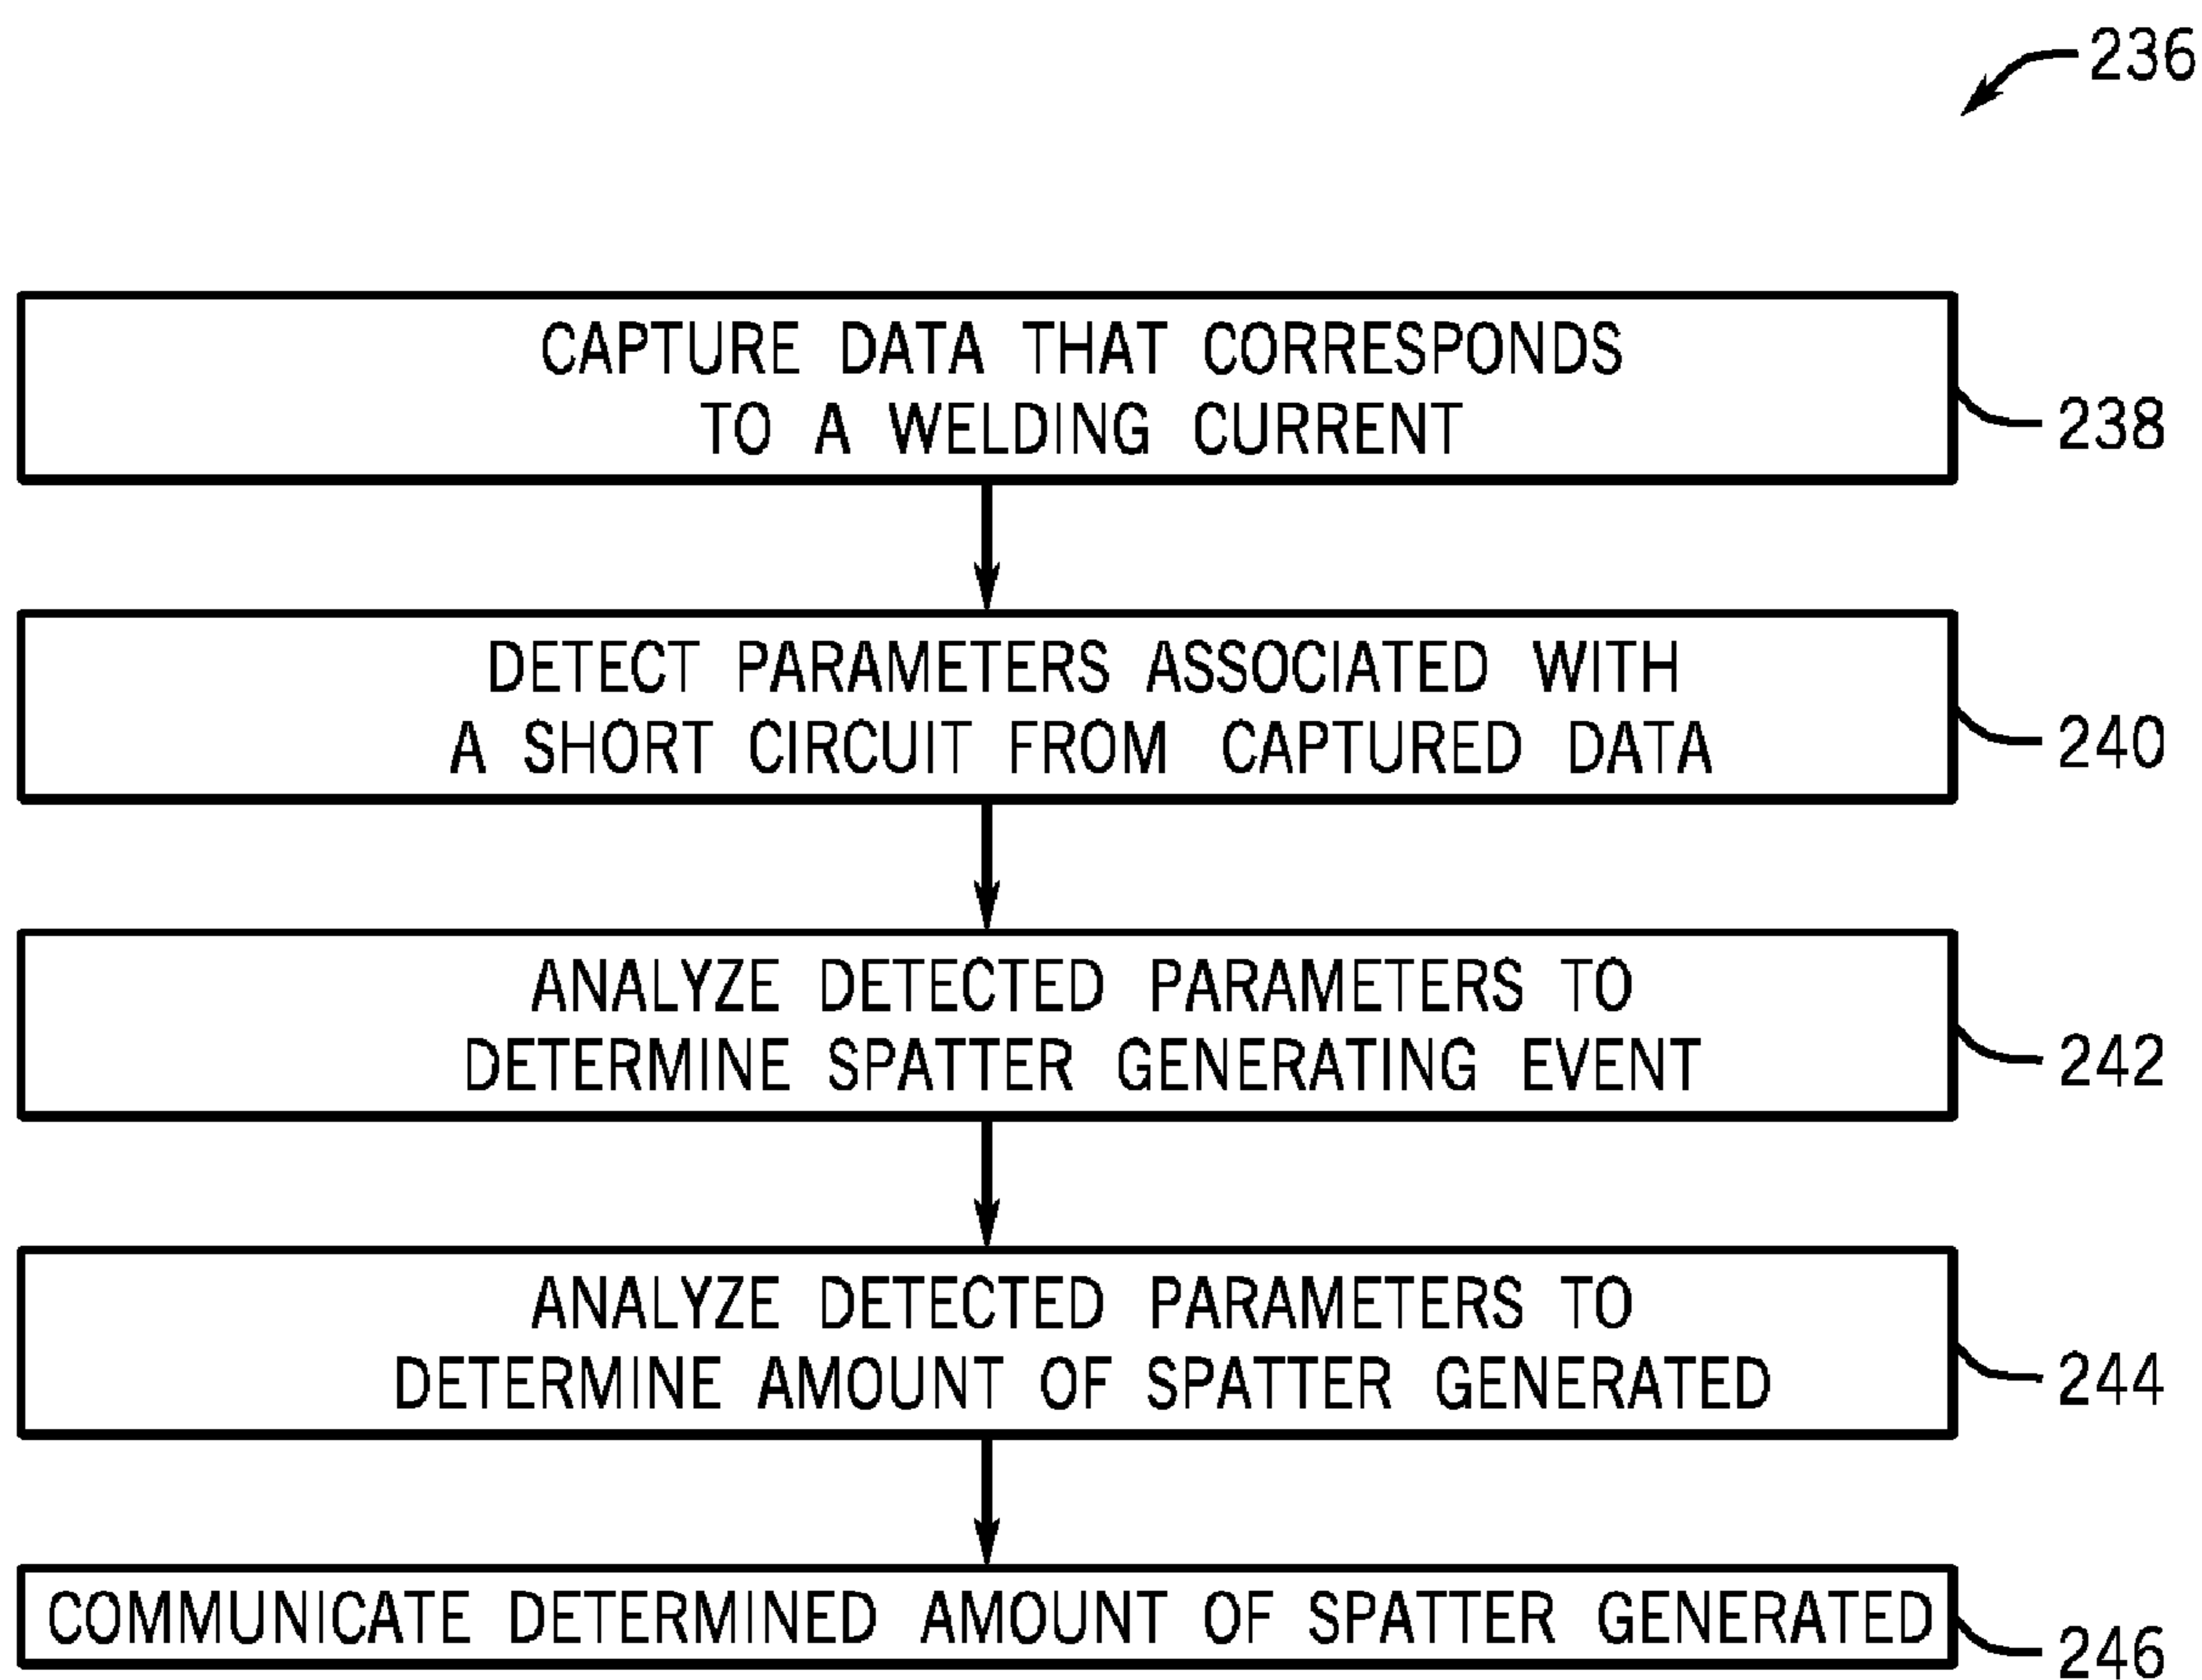 236
CAPTURE DATA THAT CORRESPONDS
TO A WELDING CURRENT
238
DETECT PARAMETERS ASSOCIATED WITH
A SHORT CIRCUIT FROM CAPTURED DATA
240
ANALYZE DETECTED PARAMETERS TO
DETERMINE SPATTER GENERATING EVENT
242
ANALYZE DETECTED PARAMETERS TO
DETERMINE AMOUNT OF SPATTER GENERATED
244
COMMUNICATE DETERMINED AMOUNT OF SPATTER GENERATED
246